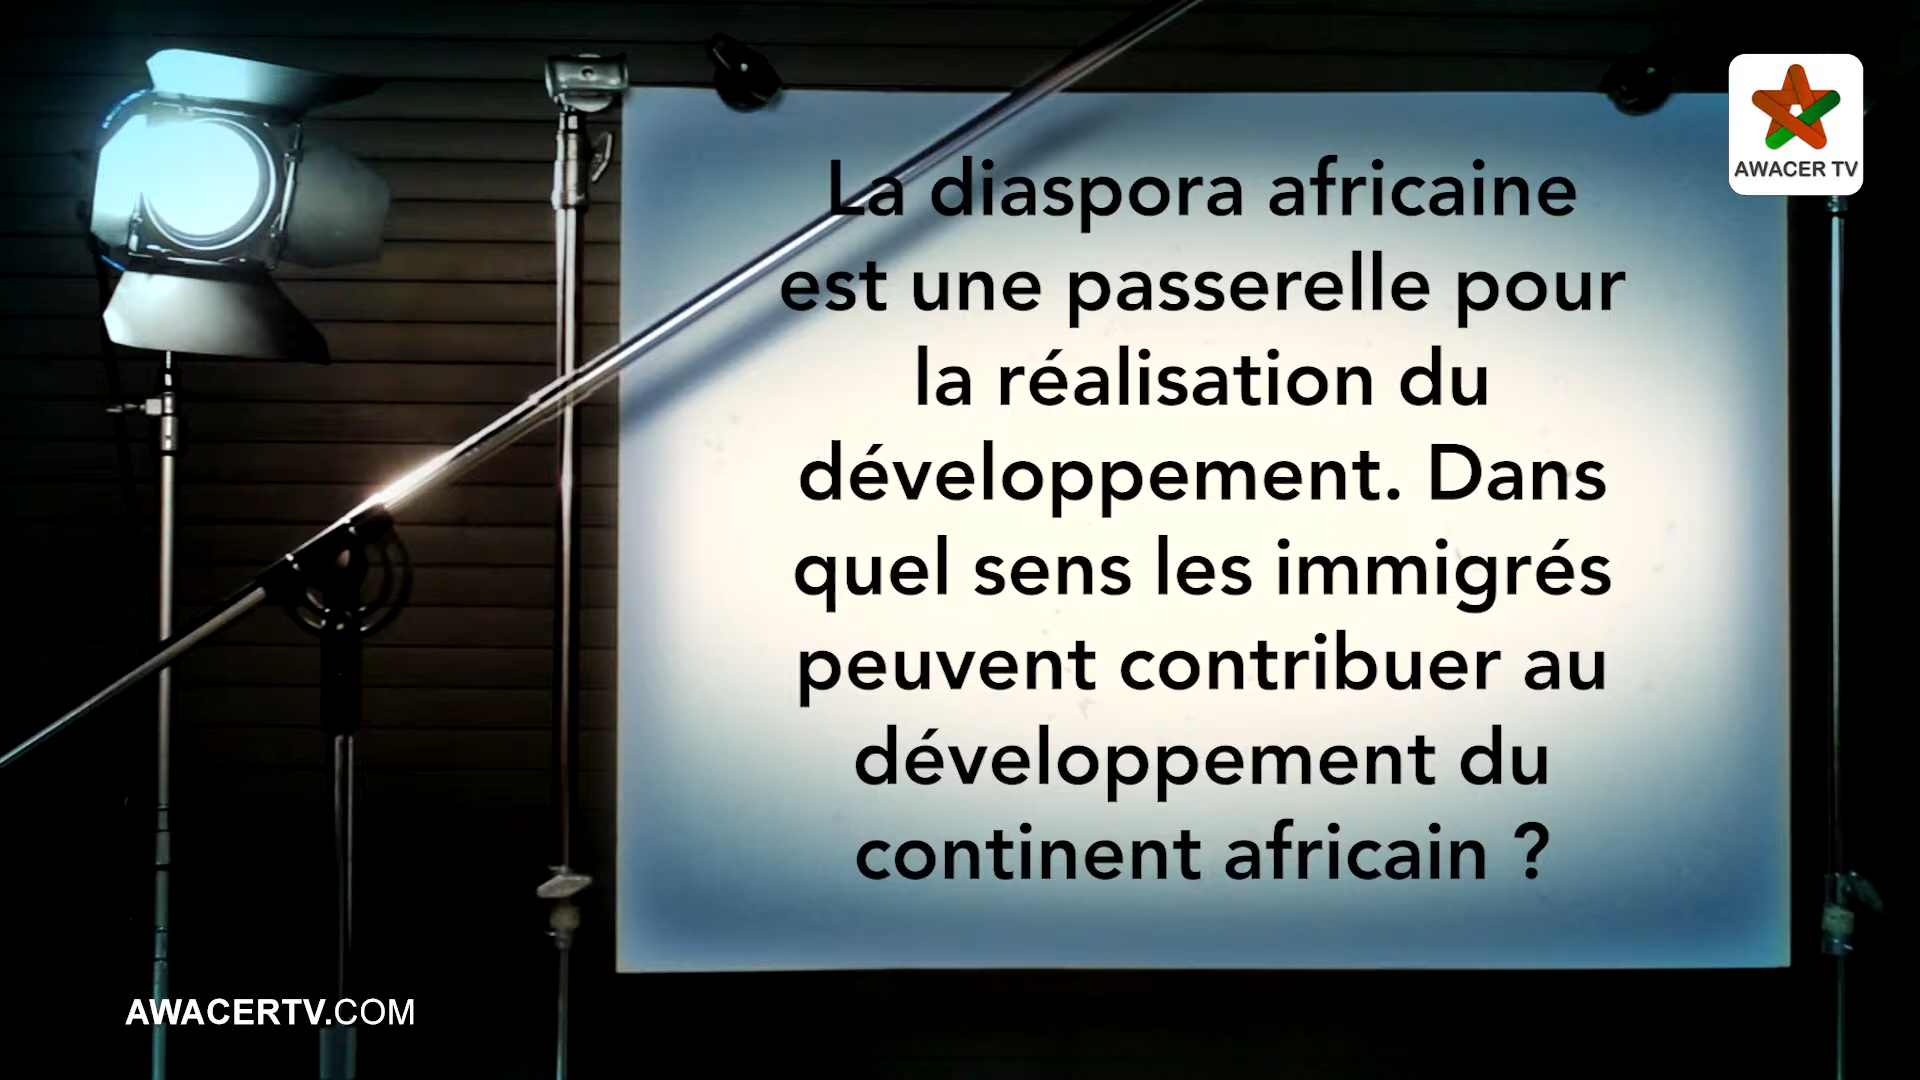 AWACER TV
La diaspora africaine
est une passerelle pour
la réalisation du
développement. Dans
quel sens les immigrés
peuvent contribuer au
développement du
continent africain ?
AWACERTV.COM